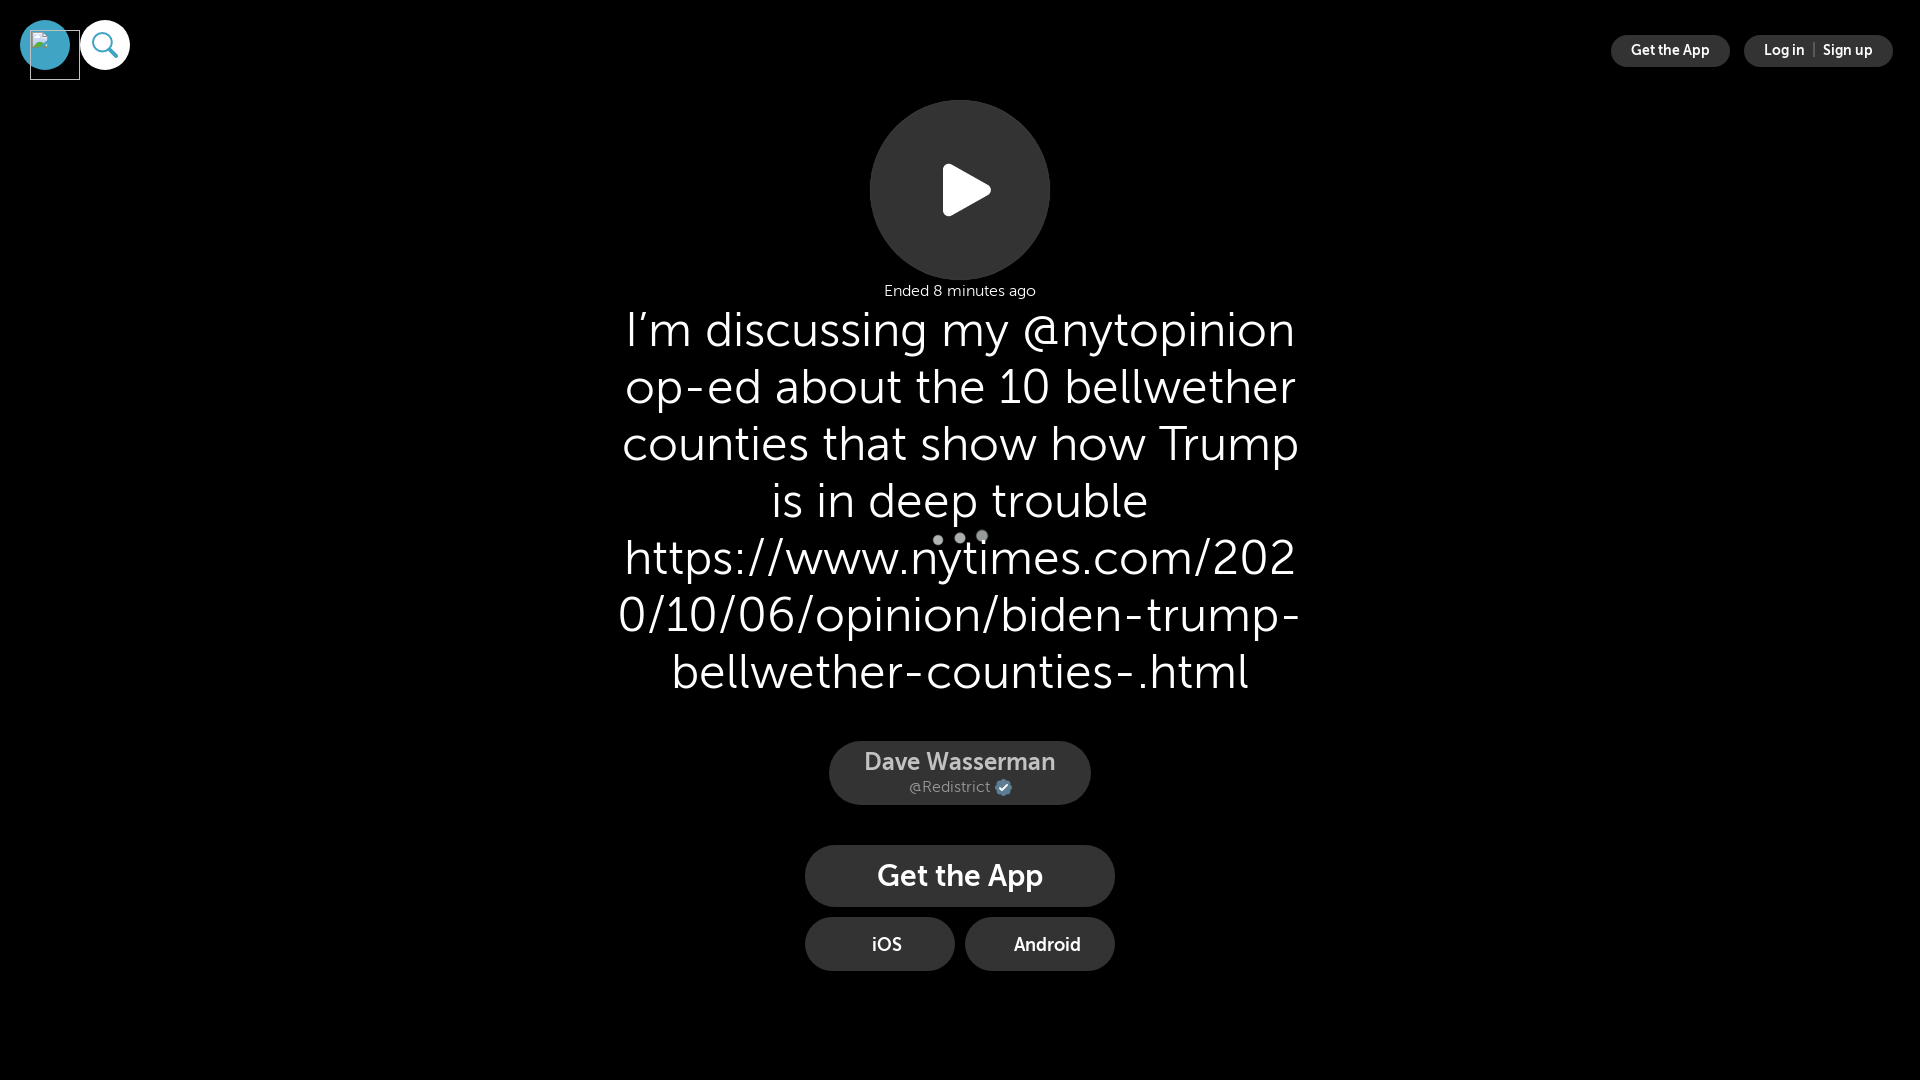 Get the App
Log in | Sign up
Ended 8 minutes ago
I’m discussing my @nytopinion
op-ed about the 10 bellwether
counties that show how Trump
is in deep trouble
https://www.nytimes.com/202
0/10/06/opinion/biden-trump-
bellwether-counties-.html
Dave Wasserman
@Redistrict
Get the App
iOS
Android